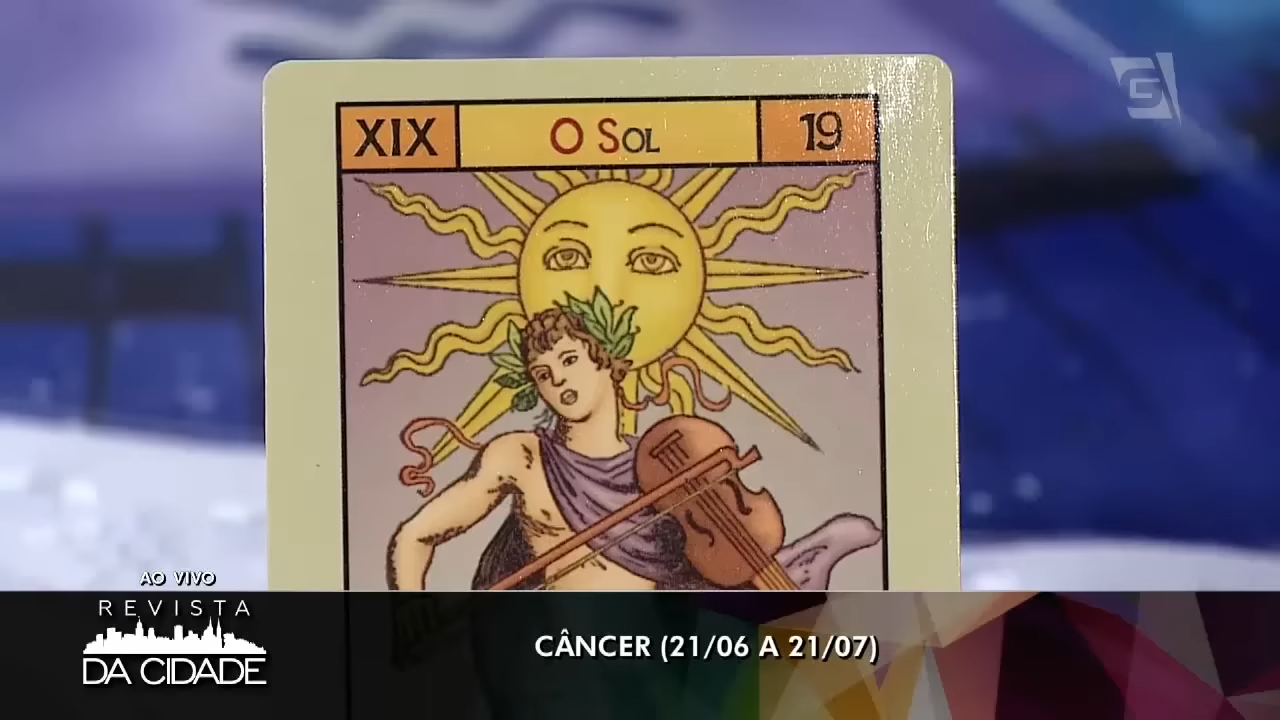 XIX O SOL 19
AO VIVO
REVISTA
DA CIDADE
CÂNCER (21/06 A 21/07)